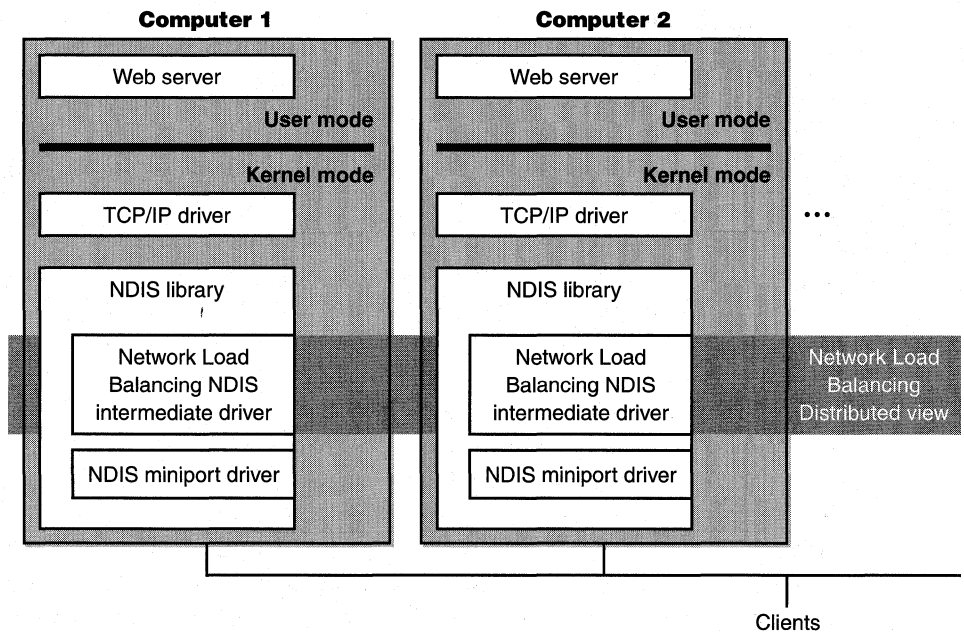 Computer 1
Web server
User mode
Kernel mode
TCP/IP driver
NDIS library
Network Load
Balancing NDIS
intermediate driver
NDIS miniport driver
Computer 2
Web server
User mode
Kernel mode
TCP/IP driver
NDIS library
Network Load
Balancing NDIS
intermediate driver
NDIS miniport driver
...
Network Load
Balancing
Distributed view
Clients